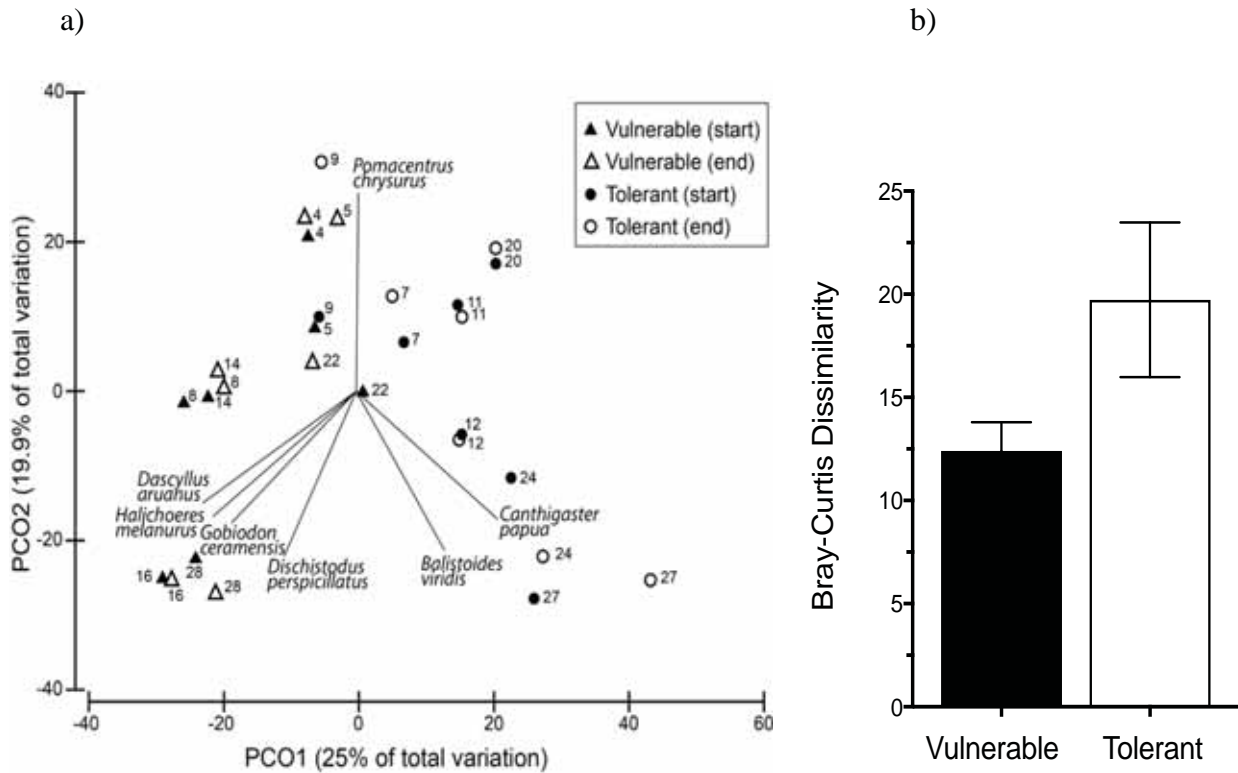 a)
b)
40
20
0
-20
-40
PCO2 (19.9% of total variation)
-40
-20
0
20
40
60
PCO1 (25% of total variation)
Vulnerable (start)
Vulnerable (end)
Tolerant (start)
Tolerant (end)
9
Pomacentrus
chrysurus
4
5
4
20
20
7
11
11
9
5
7
22
14
8
8
14
22
12
12
24
Dascyllus
aruanus
Halichoeres
melanurus
Gobiodon
ceramensis
Dischistodus
perspicillatus
Balistoides
viridis
Canthigaster
papua
16
28
16
28
24
27
27
25
20
15
10
5
0
Bray-Curtis Dissimilarity
Vulnerable
Tolerant